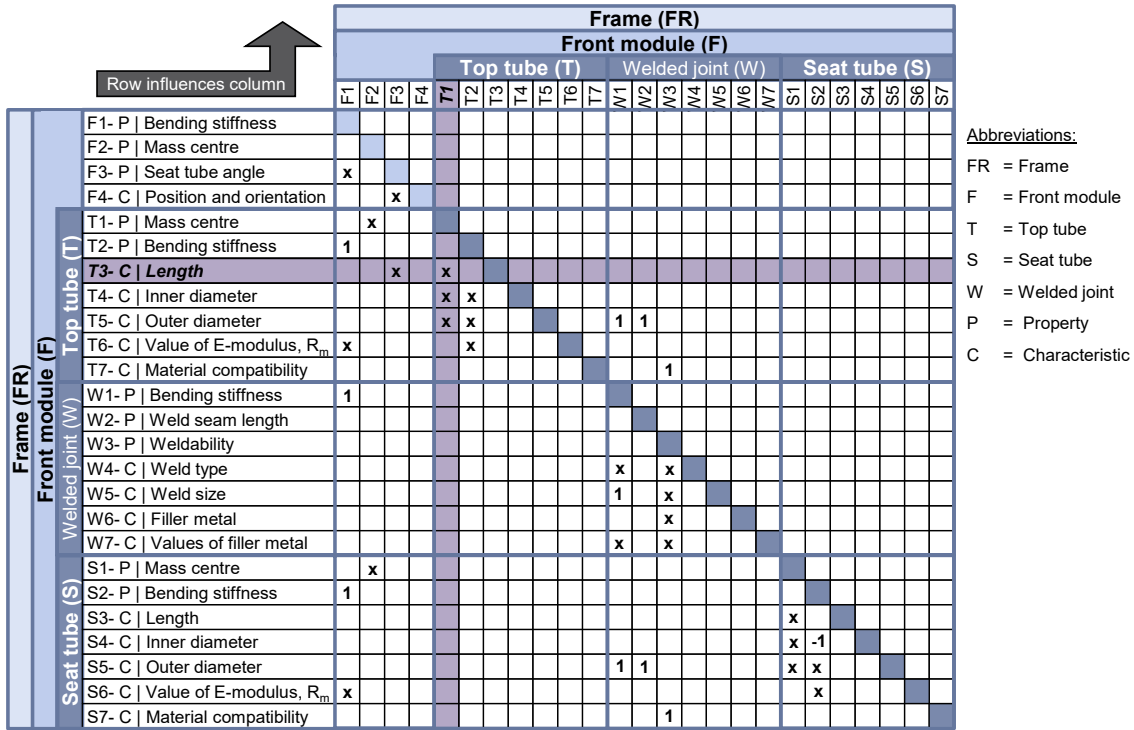 Frame (FR)
Front module (F)
Top tube (T) Welded joint (W) Seat tube (S)
Row influences column
F1 F2 F3 F4 T1 T2 T3 T4 T5 T6 T7 W1 W2 W3 W4 W5 W6 W7 S1 S2 S3 S4 S5 S6 S7
Frame (FR)
Front module (F)
F1- P | Bending stiffness
F2- P | Mass centre
F3- P | Seat tube angle x
F4- C | Position and orientation x
Top tube (T)
T1- P | Mass centre x
T2- P | Bending stiffness 1
T3- C | Length x x
T4- C | Inner diameter x x
T5- C | Outer diameter x x 1 1
T6- C | Value of E-modulus, Rm x x
T7- C | Material compatibility 1
Welded joint (W)
W1- P | Bending stiffness 1
W2- P | Weld seam length
W3- P | Weldability
W4- C | Weld type x x
W5- C | Weld size 1 x
W6- C | Filler metal x
W7- C | Values of filler metal x x
Seat tube (S)
S1- P | Mass centre x
S2- P | Bending stiffness 1
S3- C | Length x
S4- C | Inner diameter x -1
S5- C | Outer diameter 1 1 x x
S6- C | Value of E-modulus, Rm x x
S7- C | Material compatibility 1
Abbreviations:
FR = Frame
F = Front module
T = Top tube
S = Seat tube
W = Welded joint
P = Property
C = Characteristic